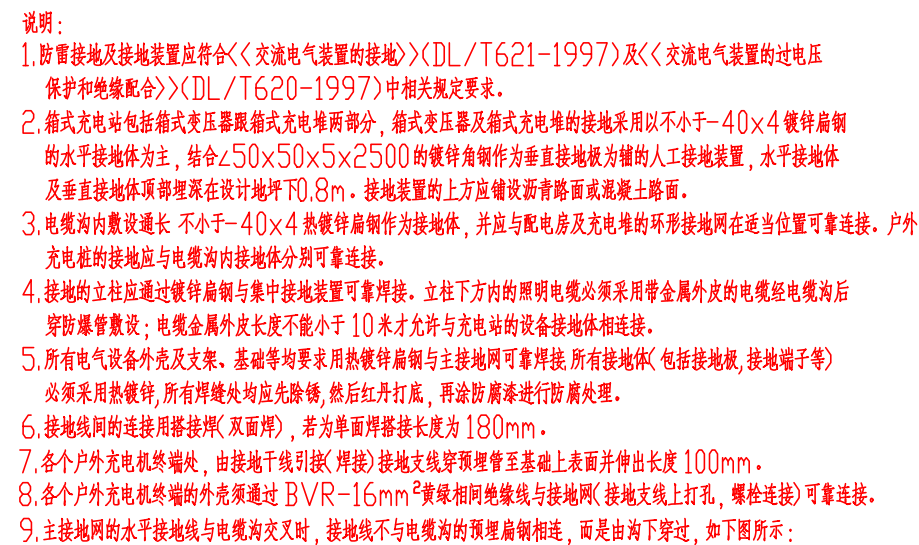 说明:
1.防雷接地及接地装置应符合<<交流电气装置的接地>>(DL/T621-1997)及<<交流电气装置的过电压
保护和绝缘配合>>(DL/T620-1997)中相关规定要求。
2.箱式充电站包括箱式变压器跟箱式充电堆两部分,箱式变压器及箱式充电堆的接地采用以不小于-40x4镀锌扁钢
的水平接地体为主,结合∠50x50x5x2500的镀锌角钢作为垂直接地极为辅的人工接地装置,水平接地体
及垂直接地体顶部埋深在设计地坪下0.8m。接地装置的上方应铺设沥青路面或混凝土路面。
3.电缆沟内敷设通长 不小于-40x4热镀锌扁钢作为接地体,并应与配电房及充电堆的环形接地网在适当位置可靠连接。户外
充电桩的接地应与电缆沟内接地体分别可靠连接。
4.接地的立柱应通过镀锌扁钢与集中接地装置可靠焊接。立柱下方内的照明电缆必须采用带金属外皮的电缆经电缆沟后
穿防爆管敷设;电缆金属外皮长度不能小于10米才允许与充电站的设备接地体相连接。
5.所有电气设备外壳及支架、基础等均要求用热镀锌扁钢与主接地网可靠焊接 所有接地体(包括接地极,接地端子等)
必须采用热镀锌,所有焊缝处均应先除锈,然后红丹打底,再涂防腐漆进行防腐处理。
6.接地线间的连接用搭接焊(双面焊),若为单面焊搭接长度为180mm。
7.各个户外充电机终端处,由接地干线引接(焊接)接地支线穿预埋管至基础上表面并伸出长度100mm。
8.各个户外充电机终端的外壳须通过BVR-16mm²黄绿相间绝缘线与接地网(接地支线上打孔,螺栓连接)可靠连接。
9.主接地网的水平接地线与电缆沟交叉时,接地线不与电缆沟的预埋扁钢相连,而是由沟下穿过,如下图所示: